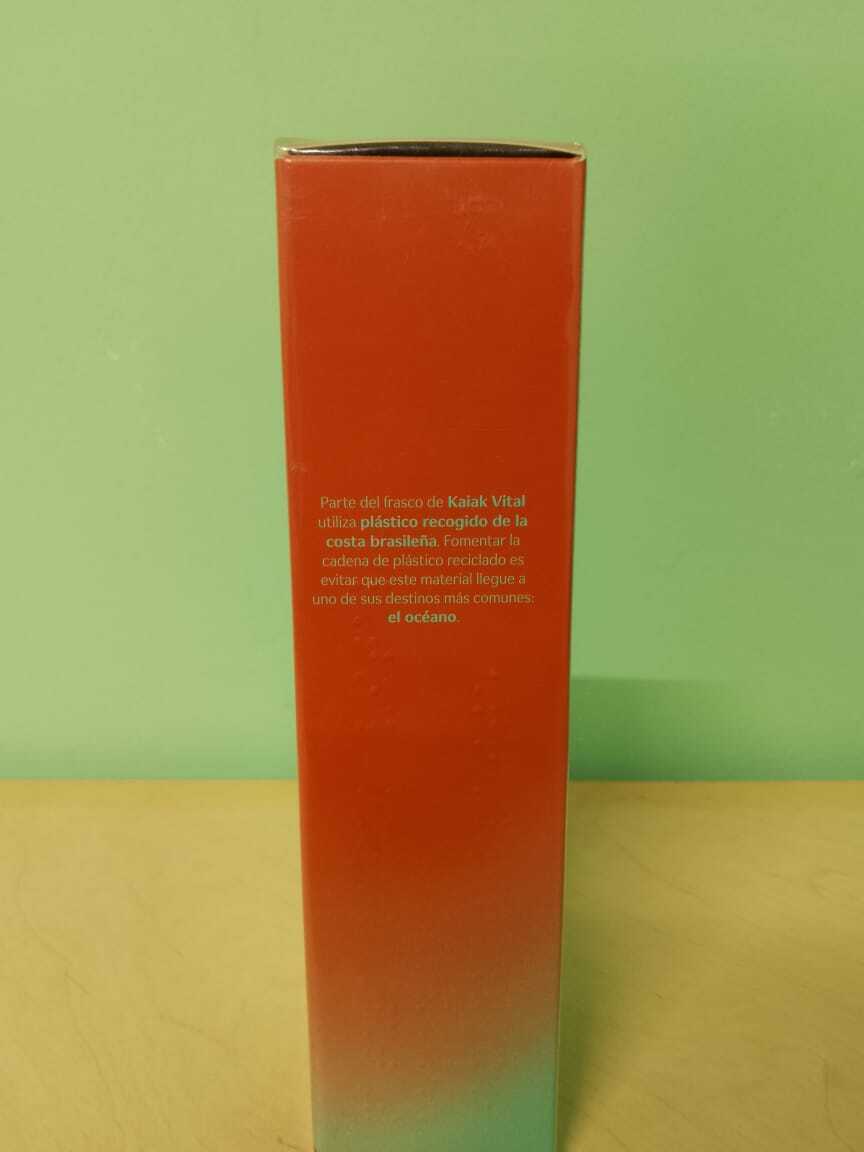 Parte del frasco de Kaiak Vital
utiliza plástico recogido de la
costa brasileña. Fomentar la
cadena de plástico reciclado es
evitar que este material llegue a
uno de sus destinos más comunes:
el océano.